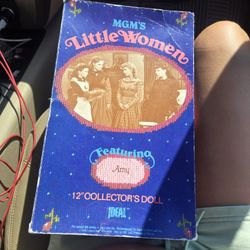 MGM'S
Little Women
Featuring
Amy
12" COLLECTOR'S DOLL
IDEAL